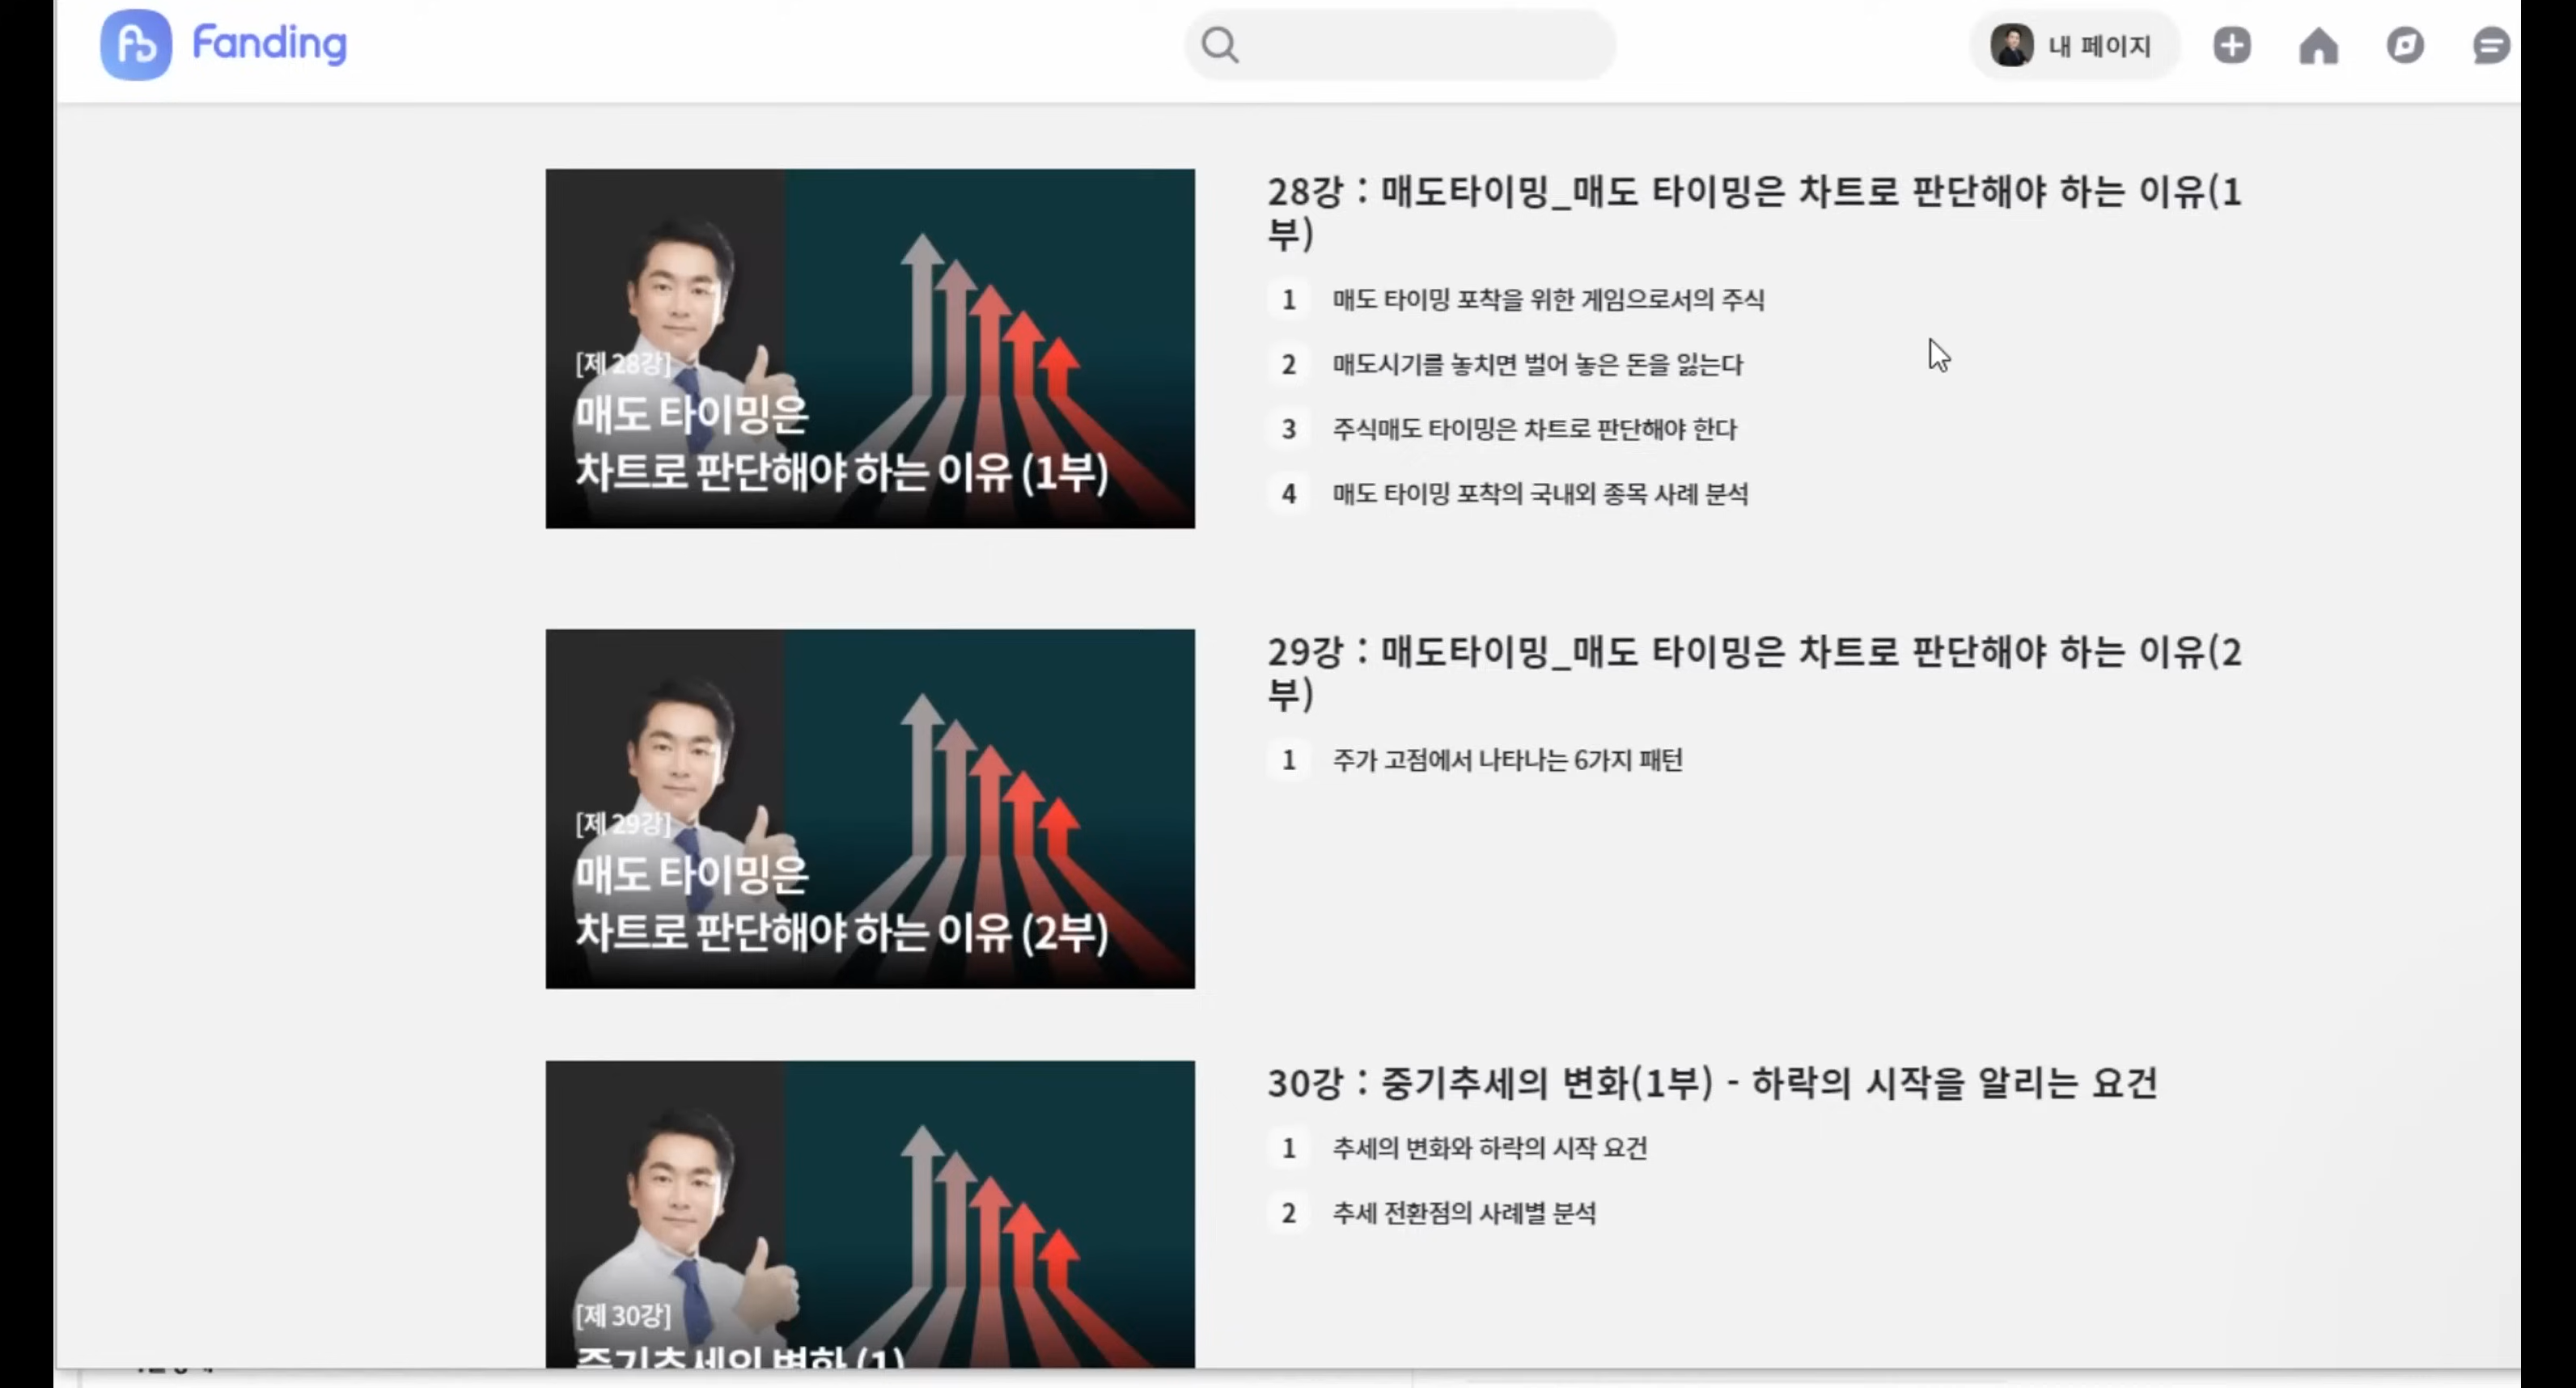 Fanding
내 페이지
[제 28강]
매도 타이밍은
차트로 판단해야 하는 이유 (1부)
28강 : 매도타이밍_매도 타이밍은 차트로 판단해야 하는 이유(1
부)
1 매도 타이밍 포착을 위한 게임으로서의 주식
2 매도시기를 놓치면 벌어 놓은 돈을 잃는다
3 주식매도 타이밍은 차트로 판단해야 한다
4 매도 타이밍 포착의 국내외 종목 사례 분석
[제 29강]
매도 타이밍은
차트로 판단해야 하는 이유 (2부)
29강 : 매도타이밍_매도 타이밍은 차트로 판단해야 하는 이유(2
부)
1 주가 고점에서 나타나는 6가지 패턴
[제 30강]
중기추세의 변화 (1)
30강 : 중기추세의 변화(1부) - 하락의 시작을 알리는 요건
1 추세의 변화와 하락의 시작 요건
2 추세 전환점의 사례별 분석